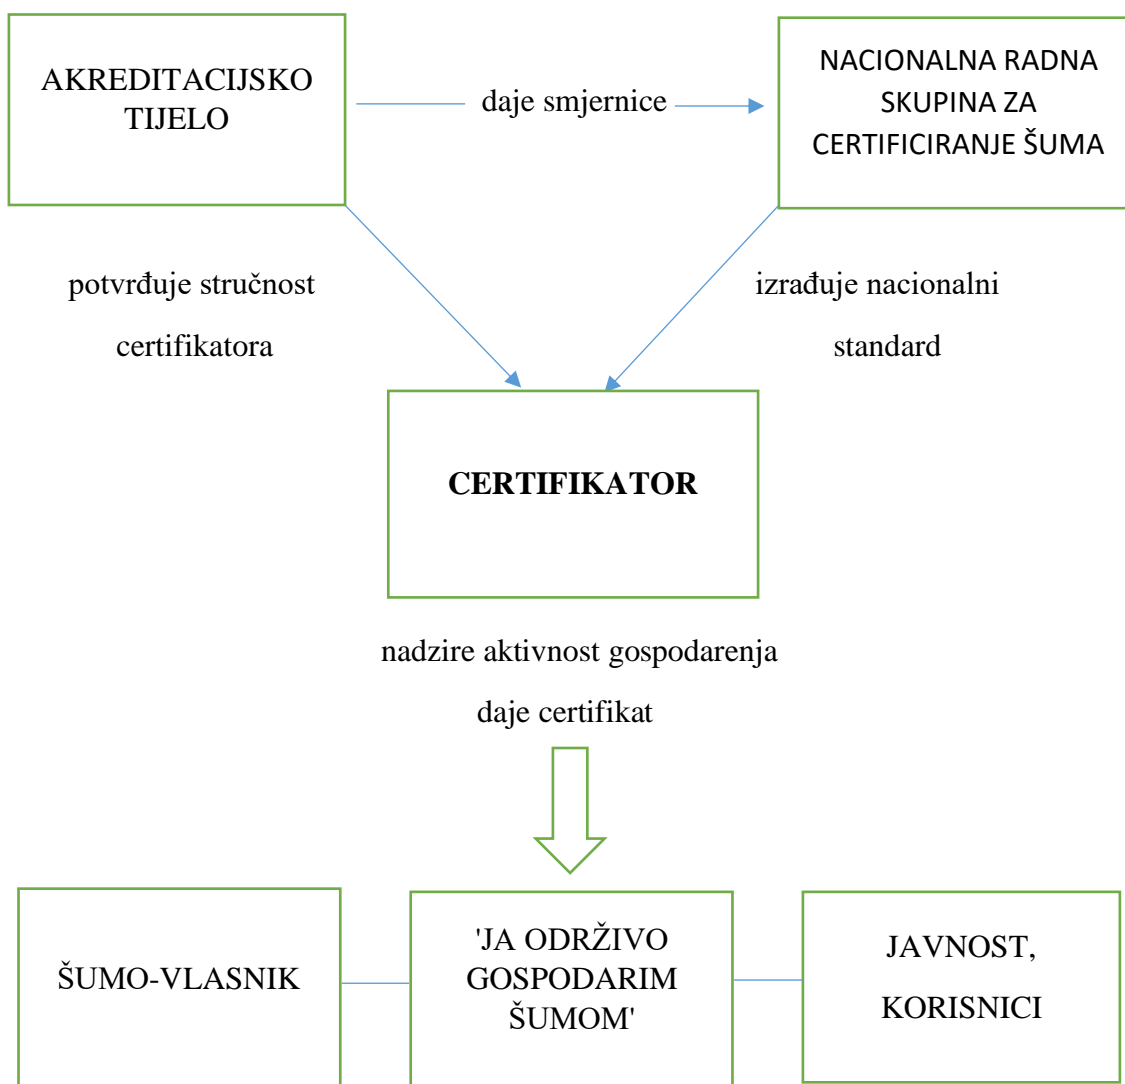 AKREDITACIJSKO
TIJELO
daje smjernice
NACIONALNA RADNA
SKUPINA ZA
CERTIFICIRANJE ŠUMA
potvrđuje stručnost
certifikatora
izrađuje nacionalni
standard
CERTIFIKATOR
nadzire aktivnost gospodarenja
daje certifikat
ŠUMO-VLASNIK
'JA ODRŽIVO
GOSPODARIM
ŠUMOM'
JAVNOST,
KORISNICI